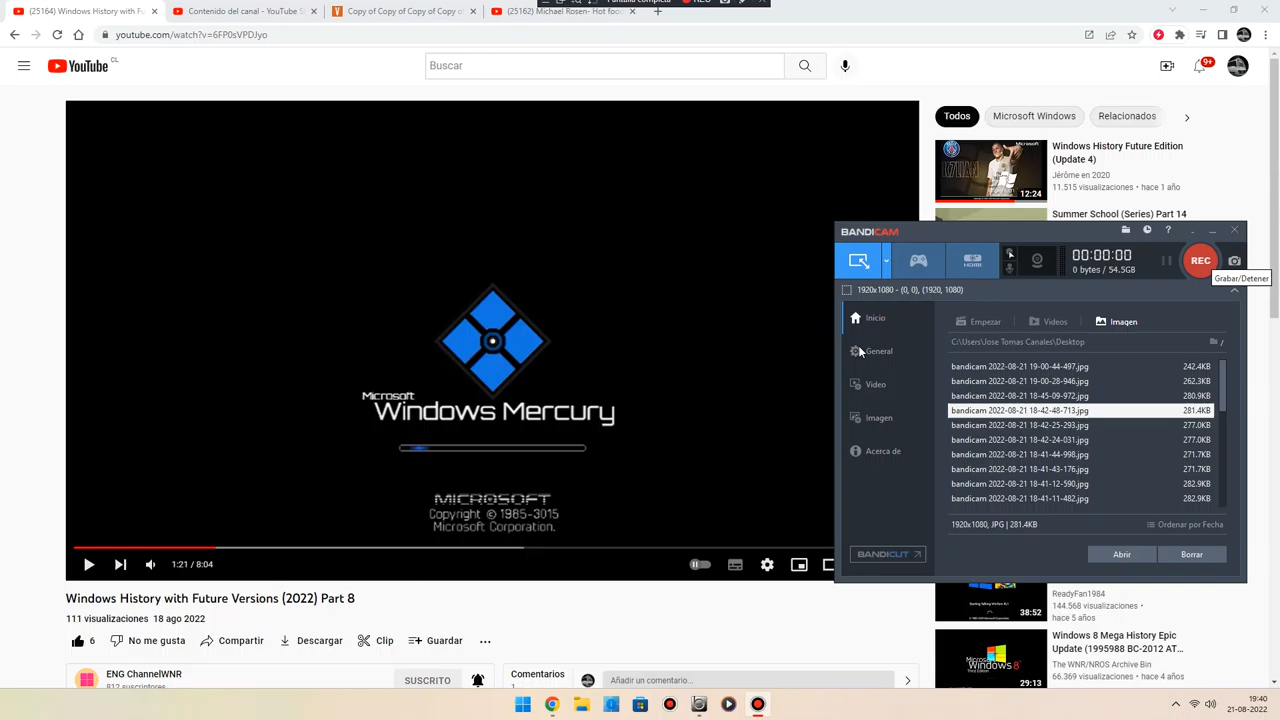 (25164) Windows History with Fu
Contenido del canal - YouTube
(25162) Michael Rosen- Hot foo
REC
youtube.com/watch?v=6FP0sVPDJyo
YouTube CL
Buscar
9+
Todos
Microsoft Windows
Relacionados
Windows History Future Edition
(Update 4)
Jérôme en 2020
11.515 visualizaciones • hace 1 año
12:24
Summer School (Series) Part 14
BANDICAM
HDMI
00:00:00
0 bytes / 54.5GB
REC
Grabar/Detener
1920x1080 - (0, 0), (1920, 1080)
Inicio
General
Video
Imagen
Acerca de
Empezar
Videos
Imagen
C:\Users\Jose Tomas Canales\Desktop
bandicam 2022-08-21 19-00-44-497.jpg 242.4KB
bandicam 2022-08-21 19-00-28-946.jpg 262.3KB
bandicam 2022-08-21 18-45-09-972.jpg 280.9KB
bandicam 2022-08-21 18-42-48-713.jpg 281.4KB
bandicam 2022-08-21 18-42-25-293.jpg 277.0KB
bandicam 2022-08-21 18-42-24-031.jpg 277.0KB
bandicam 2022-08-21 18-41-44-998.jpg 271.7KB
bandicam 2022-08-21 18-41-43-176.jpg 271.7KB
bandicam 2022-08-21 18-41-12-590.jpg 282.9KB
bandicam 2022-08-21 18-41-11-482.jpg 282.9KB
1920x1080, JPG | 281.4KB
Ordenar por Fecha
BANDICUT
Abrir
Borrar
Microsoft
Windows Mercury
MICROSOFT
Copyright © 1985-3015
Microsoft Corporation.
1:21 / 8:04
Windows History with Future Versions (V2) Part 8
111 visualizaciones 18 ago 2022
6
No me gusta
Compartir
Descargar
Clip
Guardar
ENG ChannelWNR
812 suscriptores
SUSCRITO
Comentarios
1
Añadir un comentario...
ReadyFan1984
144.568 visualizaciones •
hace 5 años
38:52
Windows 8 Mega History Epic
Update (1995988 BC-2012 AT...
The WNR/NROS Archive Bin
66.369 visualizaciones • hace 4 años
29:13
19:40
21-08-2022